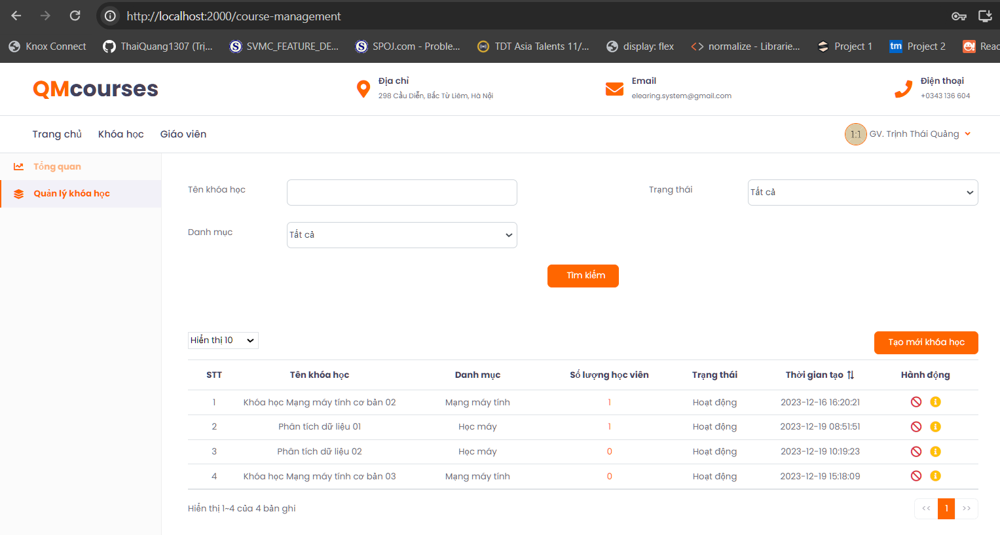 http://localhost:2000/course-management
Knox Connect ThaiQuang1307 (Trị... SVMC_FEATURE_DE... SPOJ.com - Proble... TDT Asia Talents 11/... display: flex normalize - Librarie... Project 1 tm Project 2 Reac
QMcourses
Địa chỉ
298 Cầu Diễn, Bắc Từ Liêm, Hà Nội
Email
elearing.system@gmail.com
Điện thoại
+0343 136 604
Trang chủ Khóa học Giáo viên
1:1 GV. Trịnh Thái Quảng
Tổng quan
Quản lý khóa học
Tên khóa học
Trạng thái Tất cả
Danh mục Tất cả
Tìm kiếm
Hiển thị 10
Tạo mới khóa học
STT Tên khóa học Danh mục Số lượng học viên Trạng thái Thời gian tạo Hành động
1 Khóa học Mạng máy tính cơ bản 02 Mạng máy tính 1 Hoạt động 2023-12-16 16:20:21
2 Phân tích dữ liệu 01 Học máy 1 Hoạt động 2023-12-19 08:51:51
3 Phân tích dữ liệu 02 Học máy 0 Hoạt động 2023-12-19 10:19:23
4 Khóa học Mạng máy tính cơ bản 03 Mạng máy tính 0 Hoạt động 2023-12-19 15:18:09
Hiển thị 1~4 của 4 bản ghi
<< 1 >>